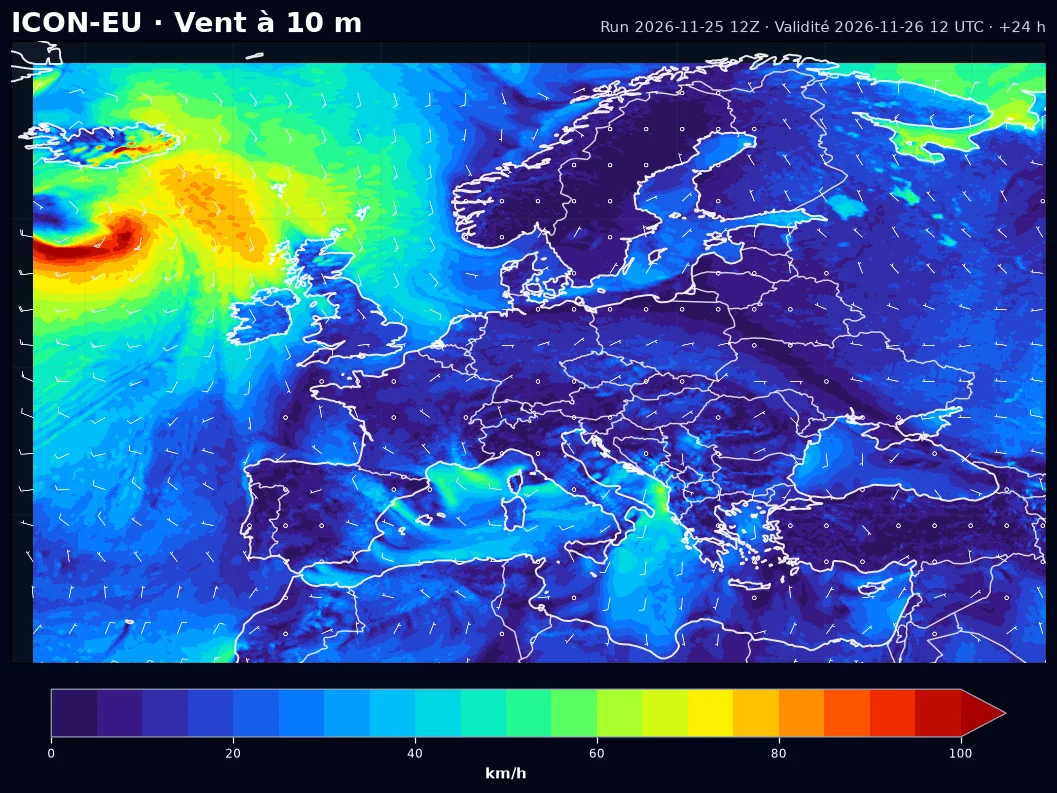 ICON-EU · Vent à 10 m
Run 2026-11-25 12Z · Validité 2026-11-26 12 UTC · +24 h
0 20 40 60 80 100
km/h